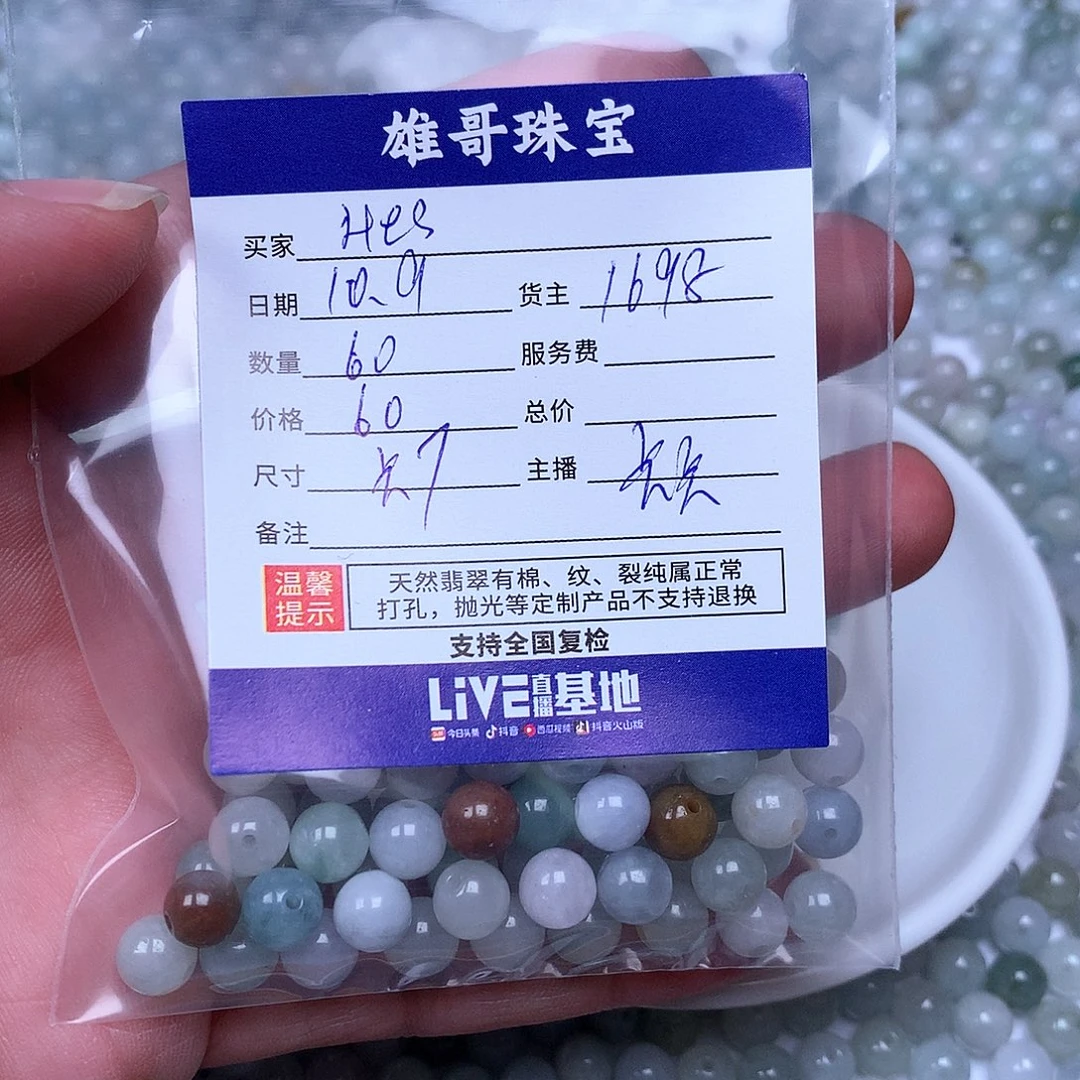 雄哥珠宝
买家 Hes
日期 10.9 货主 1698
数量 60 服务费
价格 60 总价
尺寸 7 主播
备注
温馨提示 天然翡翠有棉、纹、裂纯属正常
打孔，抛光等定制产品不支持退换
支持全国复检
LiVE直播基地
今日头条 抖音 西瓜视频 抖音火山版